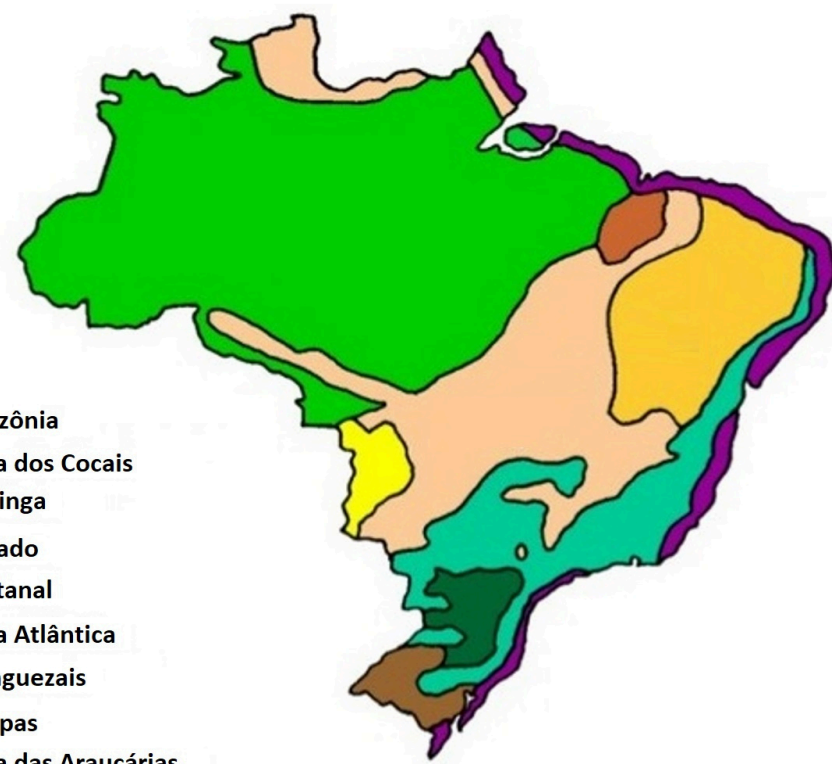 zônia
a dos Cocais
inga
ado
tanal
a Atlântica
guezais
pas
a das Araucárias